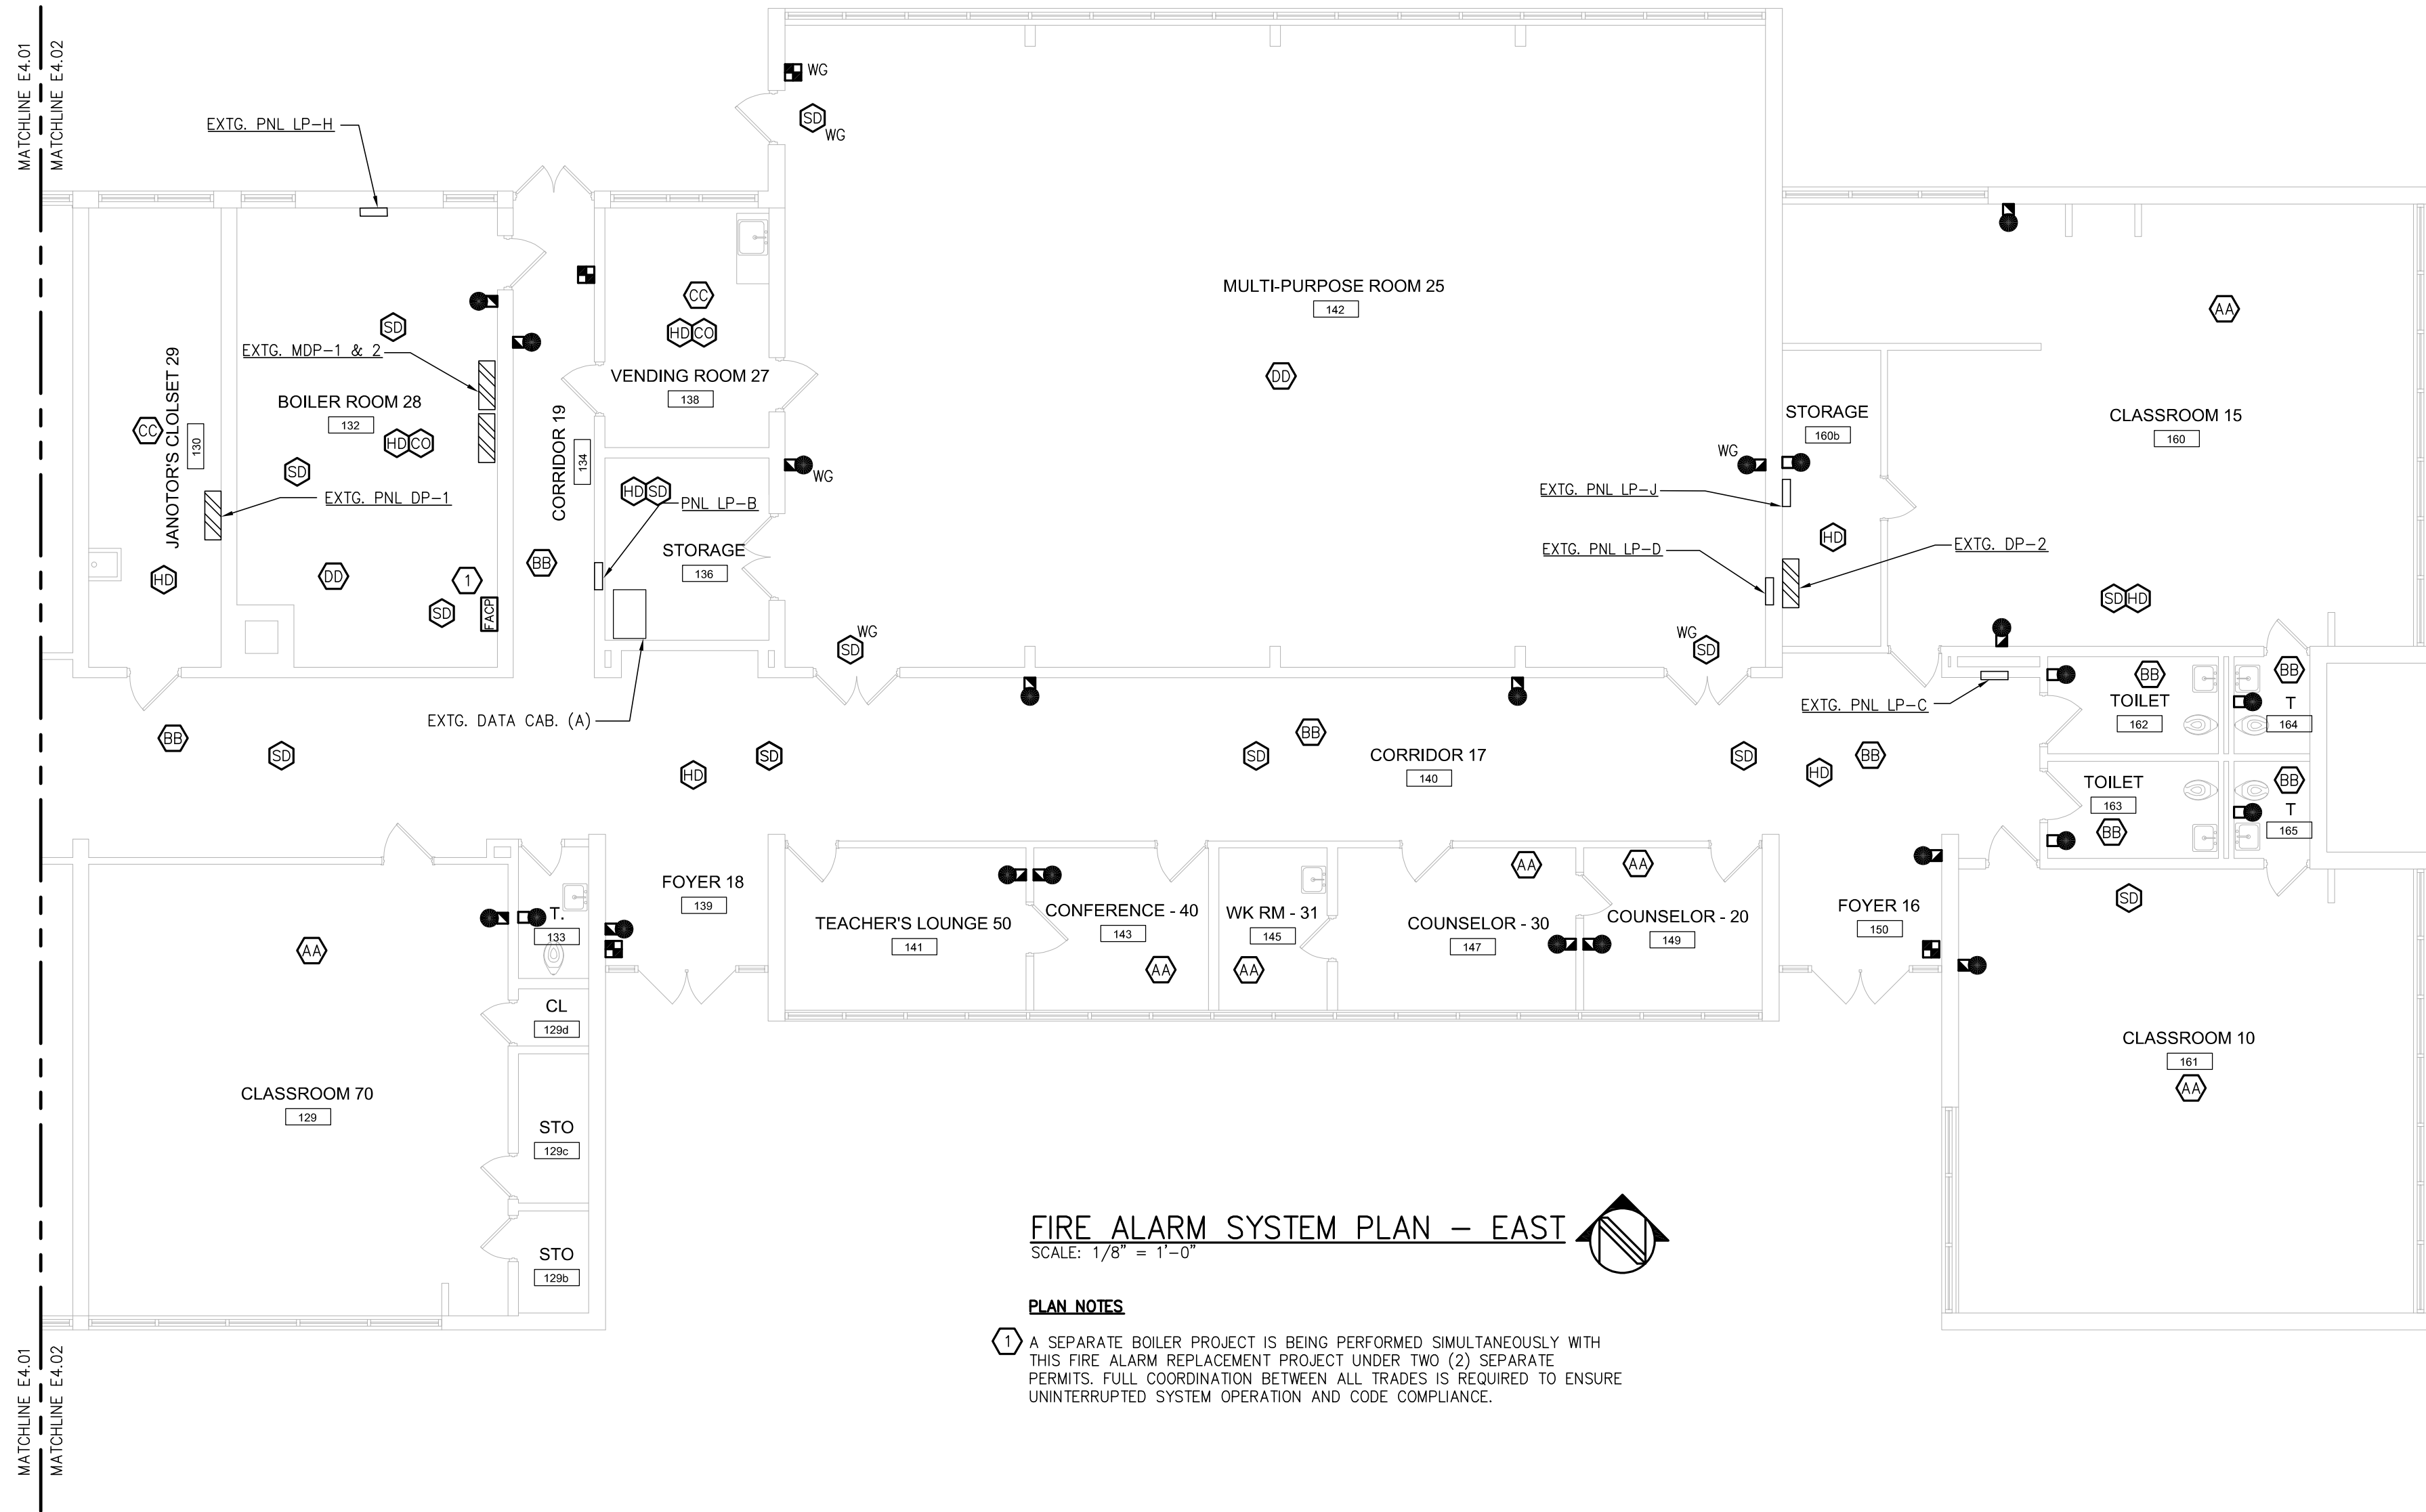 MATCHLINE E4.01
MATCHLINE E4.02
WG
SD
WG
EXTG. PNL LP-H
MULTI-PURPOSE ROOM 25
142
CC
AA
SD
HD CO
EXTG. MDP-1 & 2
JANOTOR'S CLOLSET 29
130
CC
BOILER ROOM 28
132
HD CO
VENDING ROOM 27
138
DD
STORAGE
160b
CLASSROOM 15
160
CORRIDOR 19
134
SD
WG
WG
EXTG. PNL DP-1
HD SD
PNL LP-B
EXTG. PNL LP-J
HD
STORAGE
136
EXTG. PNL LP-D
EXTG. DP-2
BB
HD
DD
1
SD
FACP
SD HD
WG
SD
WG
SD
BB
BB
TOILET
162
T
164
EXTG. DATA CAB. (A)
EXTG. PNL LP-C
BB
SD
HD
SD
SD
BB
CORRIDOR 17
140
SD
HD
BB
TOILET
163
BB
BB
T
165
AA
AA
FOYER 18
139
SD
T.
133
TEACHER'S LOUNGE 50
141
CONFERENCE - 40
143
AA
WK RM - 31
145
AA
COUNSELOR - 30
147
COUNSELOR - 20
149
FOYER 16
150
AA
CL
129d
CLASSROOM 10
161
AA
CLASSROOM 70
129
STO
129c
STO
129b
FIRE ALARM SYSTEM PLAN - EAST
SCALE: 1/8" = 1'-0"
N
PLAN NOTES
1 A SEPARATE BOILER PROJECT IS BEING PERFORMED SIMULTANEOUSLY WITH
THIS FIRE ALARM REPLACEMENT PROJECT UNDER TWO (2) SEPARATE
PERMITS. FULL COORDINATION BETWEEN ALL TRADES IS REQUIRED TO ENSURE
UNINTERRUPTED SYSTEM OPERATION AND CODE COMPLIANCE.
MATCHLINE E4.01
MATCHLINE E4.02